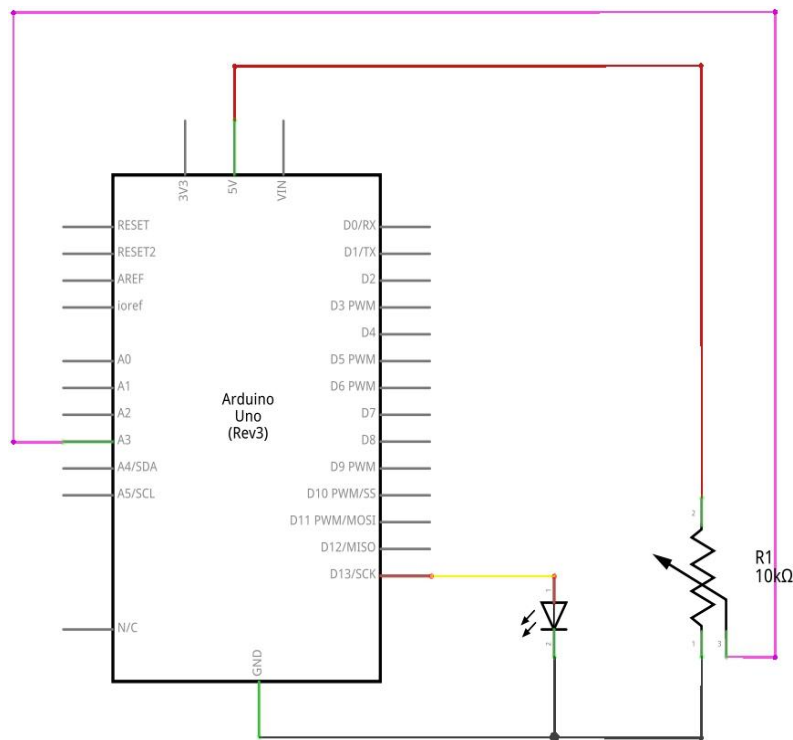 3V3
5V
VIN
RESET
RESET2
AREF
ioref
A0
A1
A2
A3
A4/SDA
A5/SCL
N/C
Arduino
Uno
(Rev3)
GND
D0/RX
D1/TX
D2
D3 PWM
D4
D5 PWM
D6 PWM
D7
D8
D9 PWM
D10 PWM/SS
D11 PWM/MOSI
D12/MISO
D13/SCK
1
2
2
R1
10kΩ
1
3